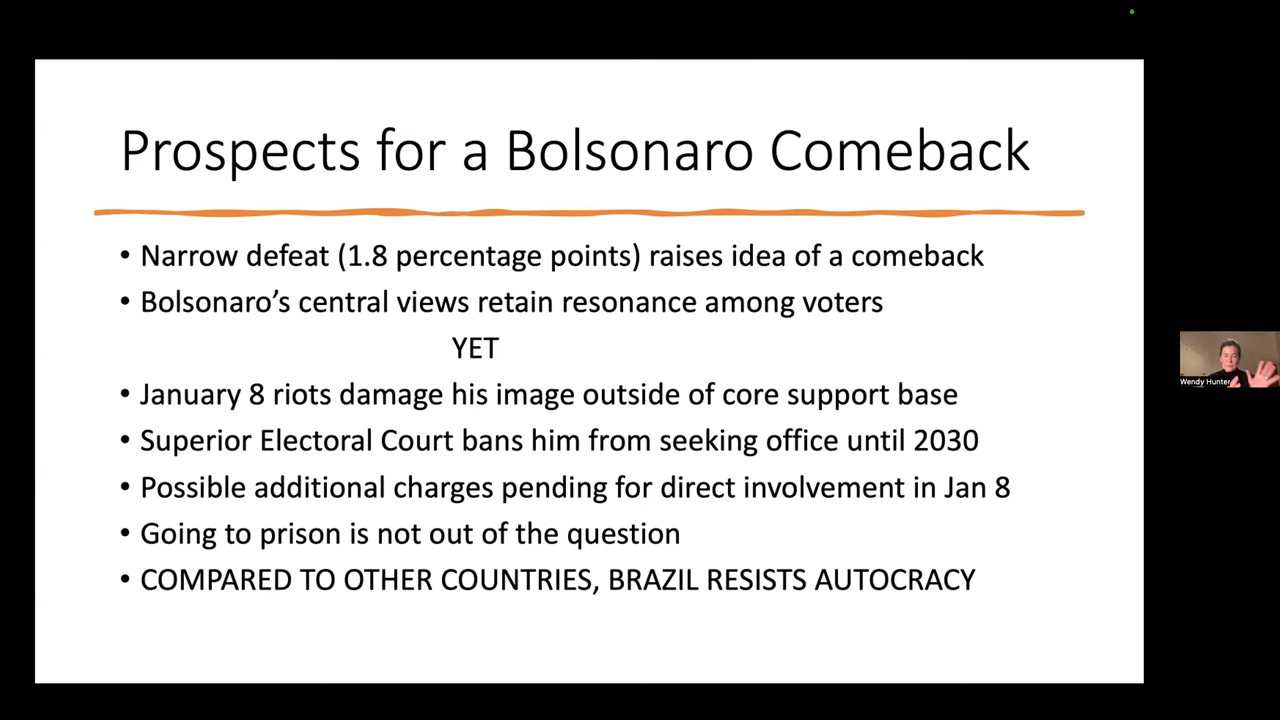 Prospects for a Bolsonaro Comeback
• Narrow defeat (1.8 percentage points) raises idea of a comeback
• Bolsonaro’s central views retain resonance among voters
YET
• January 8 riots damage his image outside of core support base
• Superior Electoral Court bans him from seeking office until 2030
• Possible additional charges pending for direct involvement in Jan 8
• Going to prison is not out of the question
• COMPARED TO OTHER COUNTRIES, BRAZIL RESISTS AUTOCRACY
Wendy Hunter